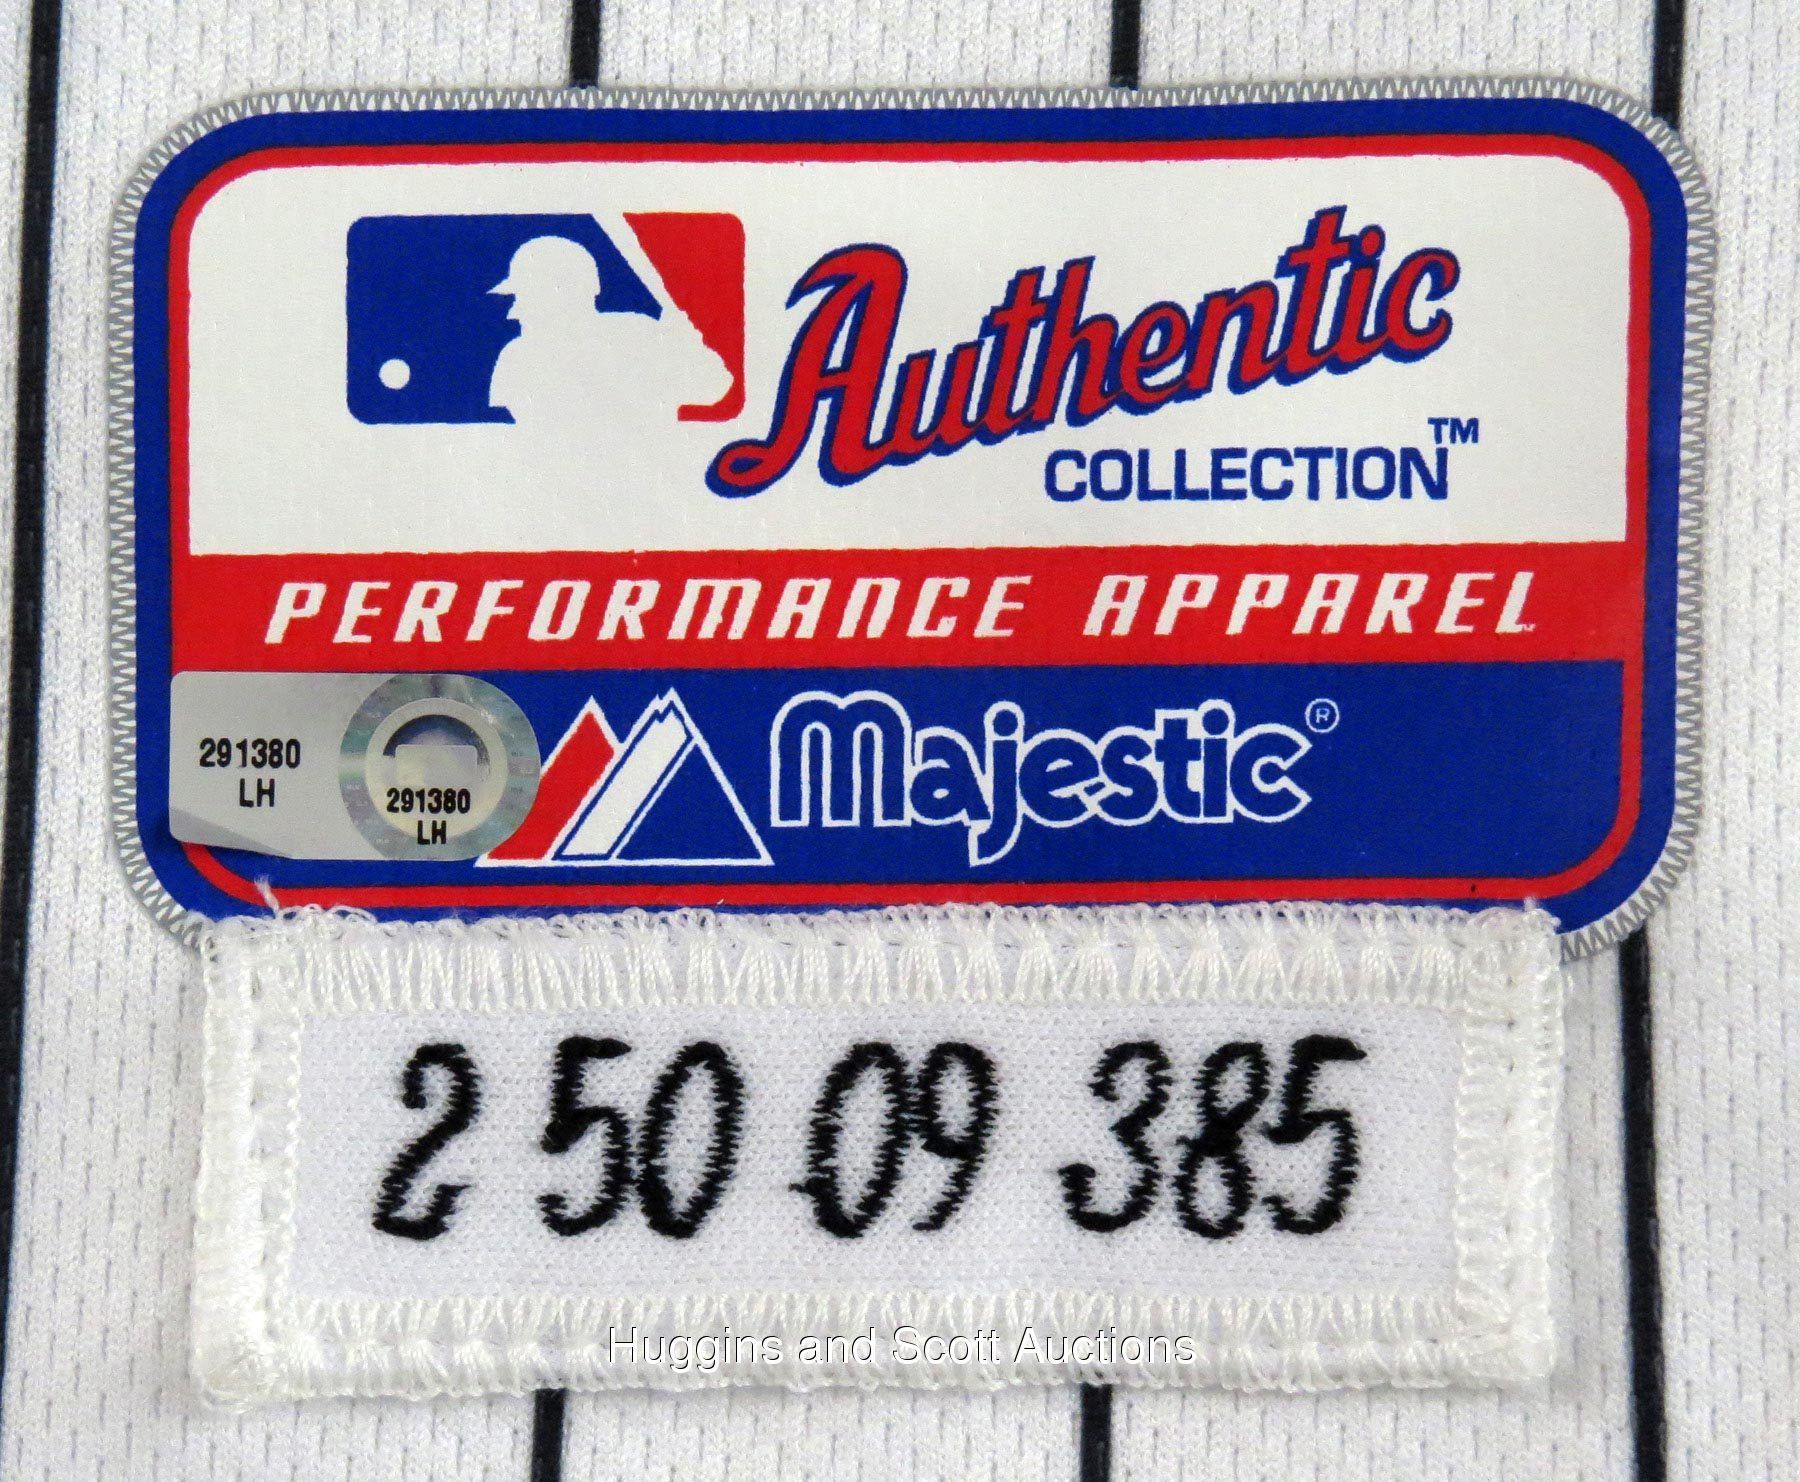 Authentic
COLLECTION™
PERFORMANCE APPAREL
Majestic®
291380
LH
291380
LH
2 50 09 385
Huggins and Scott Auctions